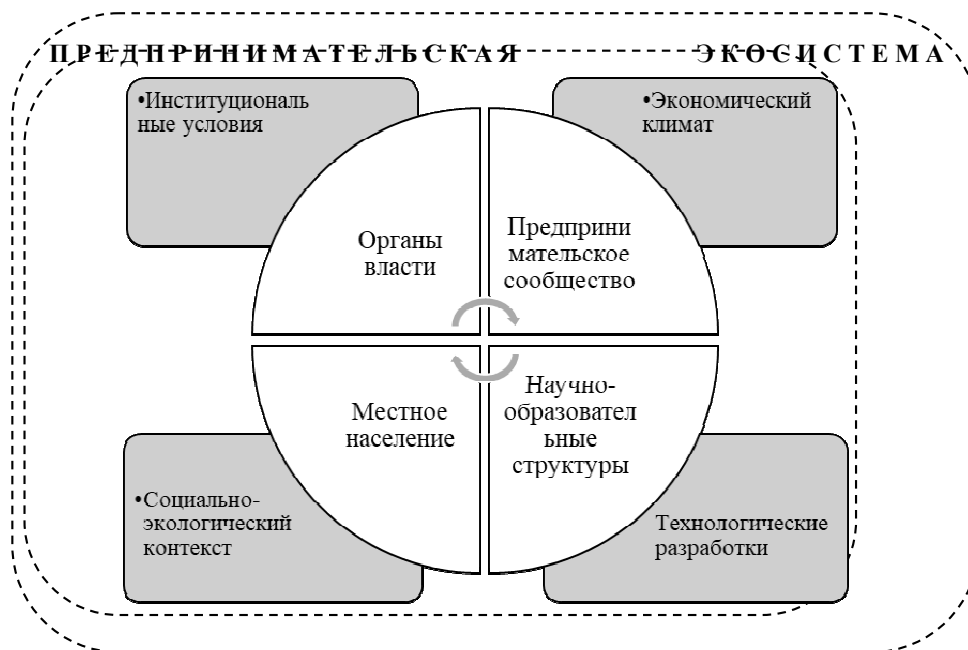 ПРЕДПРИНИМАТЕЛЬСКАЯ ЭКОСИСТЕМА
•Институциональ
ные условия
•Экономический
климат
Органы
власти
Предприни
мательское
сообщество
Местное
население
Научно-
образовател
ьные
структуры
•Социально-
экологический
контекст
Технологические
разработки